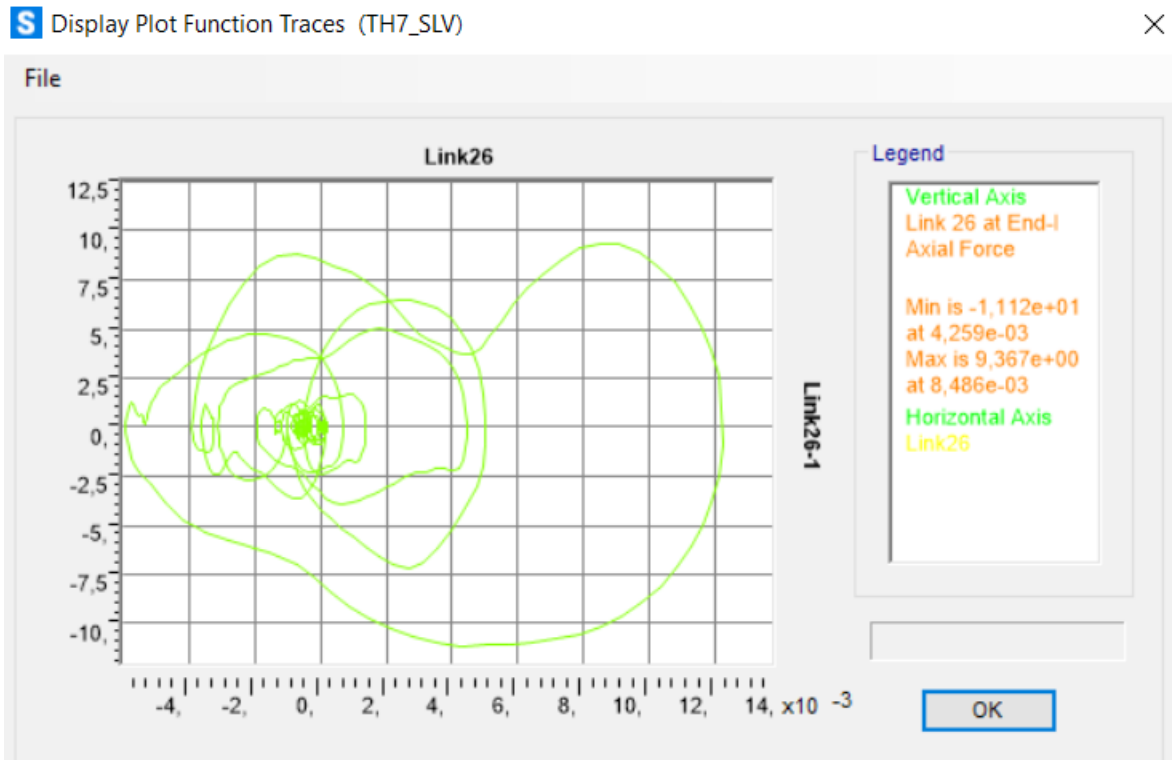 S Display Plot Function Traces (TH7_SLV)
File
Link26
Legend
12,5
10,
7,5
5,
2,5
0,
-2,5
-5,
-7,5
-10,
Link26-1
Vertical Axis
Link 26 at End-I
Axial Force
Min is -1,112e+01
at 4,259e-03
Max is 9,367e+00
at 8,486e-03
Horizontal Axis
Link26
-4, -2, 0, 2, 4, 6, 8, 10, 12, 14, x10 -3
OK